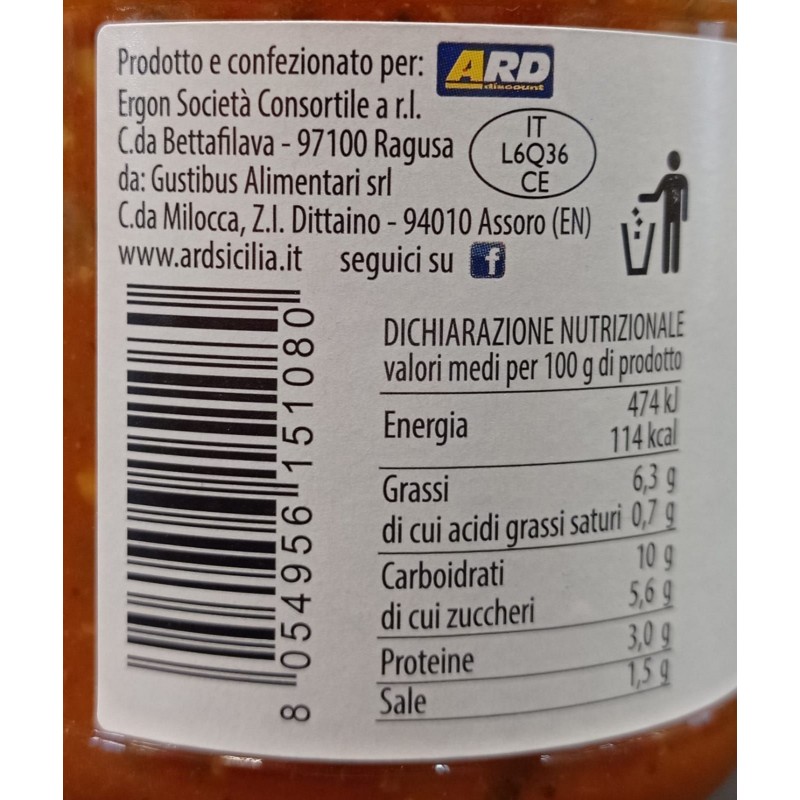 Prodotto e confezionato per: ARD
discount
Ergon Società Consortile a r.l.
C.da Bettafilava - 97100 Ragusa
da: Gustibus Alimentari srl
C.da Milocca, Z.I. Dittaino - 94010 Assoro (EN)
www.ardsicilia.it seguici su f
IT
L6Q36
CE
8 054956 151080
DICHIARAZIONE NUTRIZIONALE
valori medi per 100 g di prodotto
Energia 474 kJ
114 kcal
Grassi 6,3 g
di cui acidi grassi saturi 0,7 g
Carboidrati 10 g
di cui zuccheri 5,6 g
Proteine 3,0 g
Sale 1,5 g